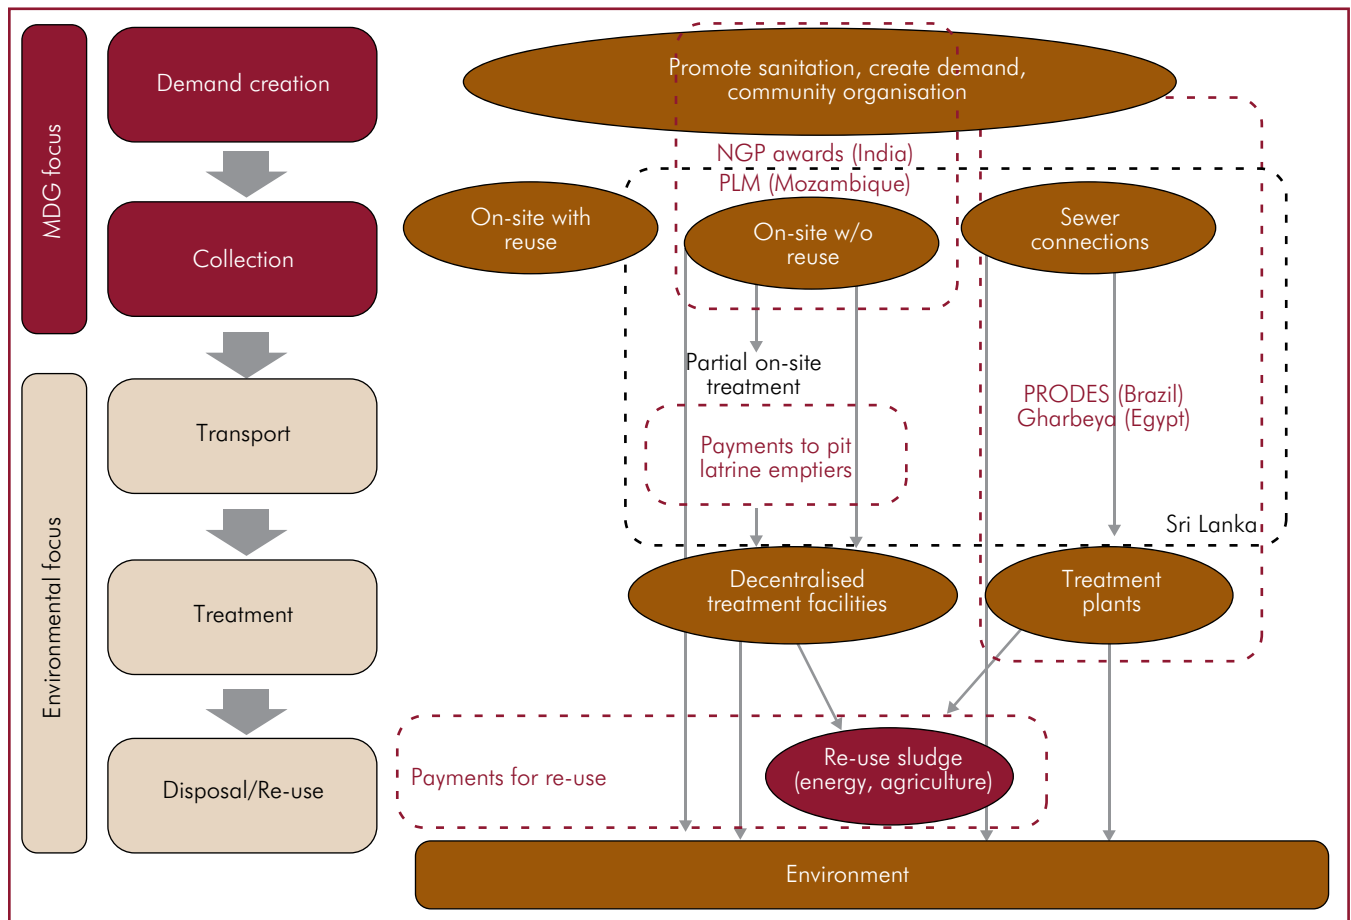 MDG focus
Demand creation
Collection
Environmental focus
Transport
Treatment
Disposal/Re-use
Promote sanitation, create demand,
community organisation
NGP awards (India)
PLM (Mozambique)
On-site with
reuse
On-site w/o
reuse
Sewer
connections
Partial on-site
treatment
PRODES (Brazil)
Gharbeya (Egypt)
Payments to pit
latrine emptiers
Sri Lanka
Decentralised
treatment facilities
Treatment
plants
Payments for re-use
Re-use sludge
(energy, agriculture)
Environment